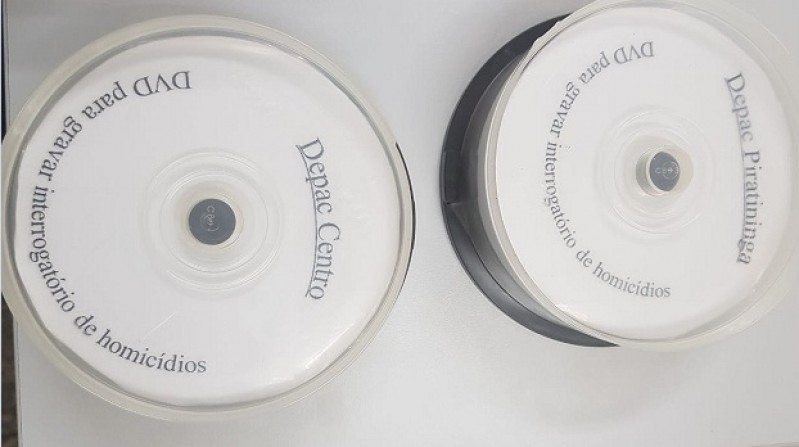 Depac Centro
DVD para gravar interrogatório de homicídios
Depac Piratininga
DVD para gravar interrogatório de homicídios